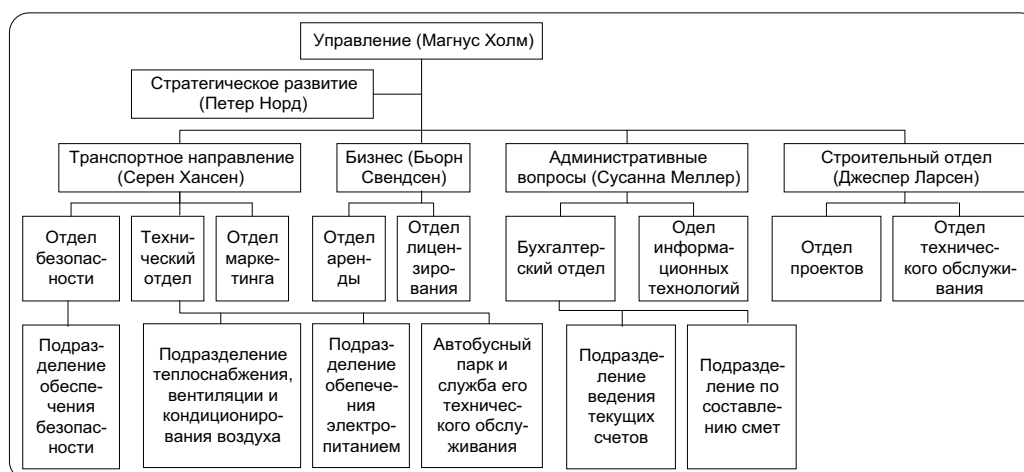 Управление (Магнус Холм)
Стратегическое развитие
(Петер Норд)
Транспортное направление
(Серен Хансен)
Бизнес (Бьорн
Свендсен)
Административные
вопросы (Сусанна Меллер)
Строительный отдел
(Джеспер Ларсен)
Отдел
безопас-
ности
Техни-
ческий
отдел
Отдел
марке-
тинга
Отдел
арен-
ды
Отдел
лицен-
зиро-
вания
Бухгалтер-
ский отдел
Одел
информа-
ционных
технологий
Отдел
проектов
Отдел
техничес-
кого обслужи-
вания
Подраз-
деление
обеспе-
чения
безопас-
ности
Подразделение
теплоснабжения,
вентиляции и
кондициониро-
вания воздуха
Подраз-
деление
обепече-
ния
электро-
питанием
Автобусный
парк и
служба его
техничес-
кого обслу-
живания
Подразде-
ление
ведения
текущих
счетов
Подразде-
ление по
составле-
нию смет